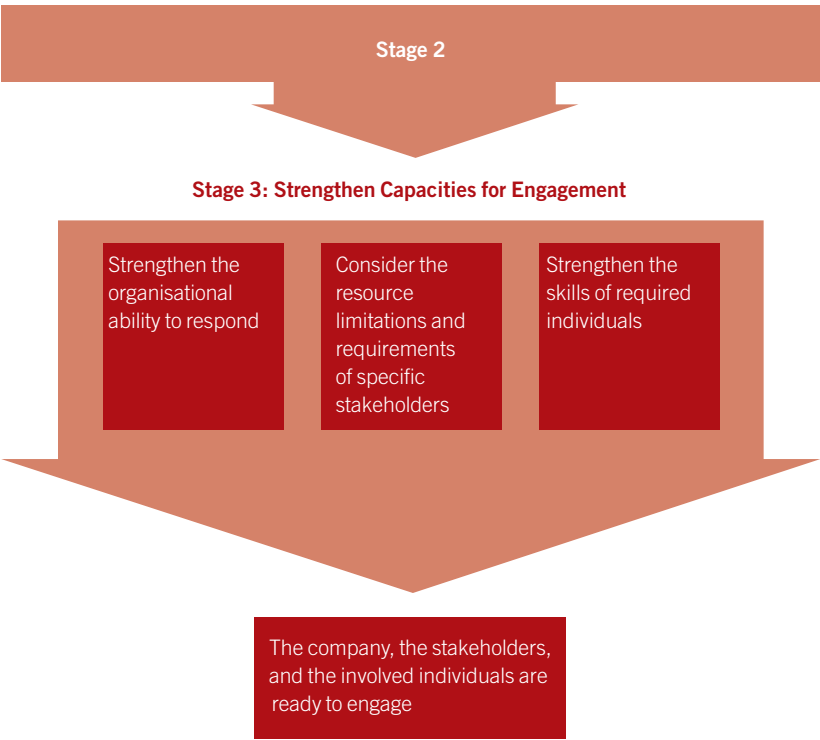 Stage 2
Stage 3: Strengthen Capacities for Engagement
Strengthen the
organisational
ability to respond
Consider the
resource
limitations and
requirements
of specific
stakeholders
Strengthen the
skills of required
individuals
The company, the stakeholders,
and the involved individuals are
ready to engage